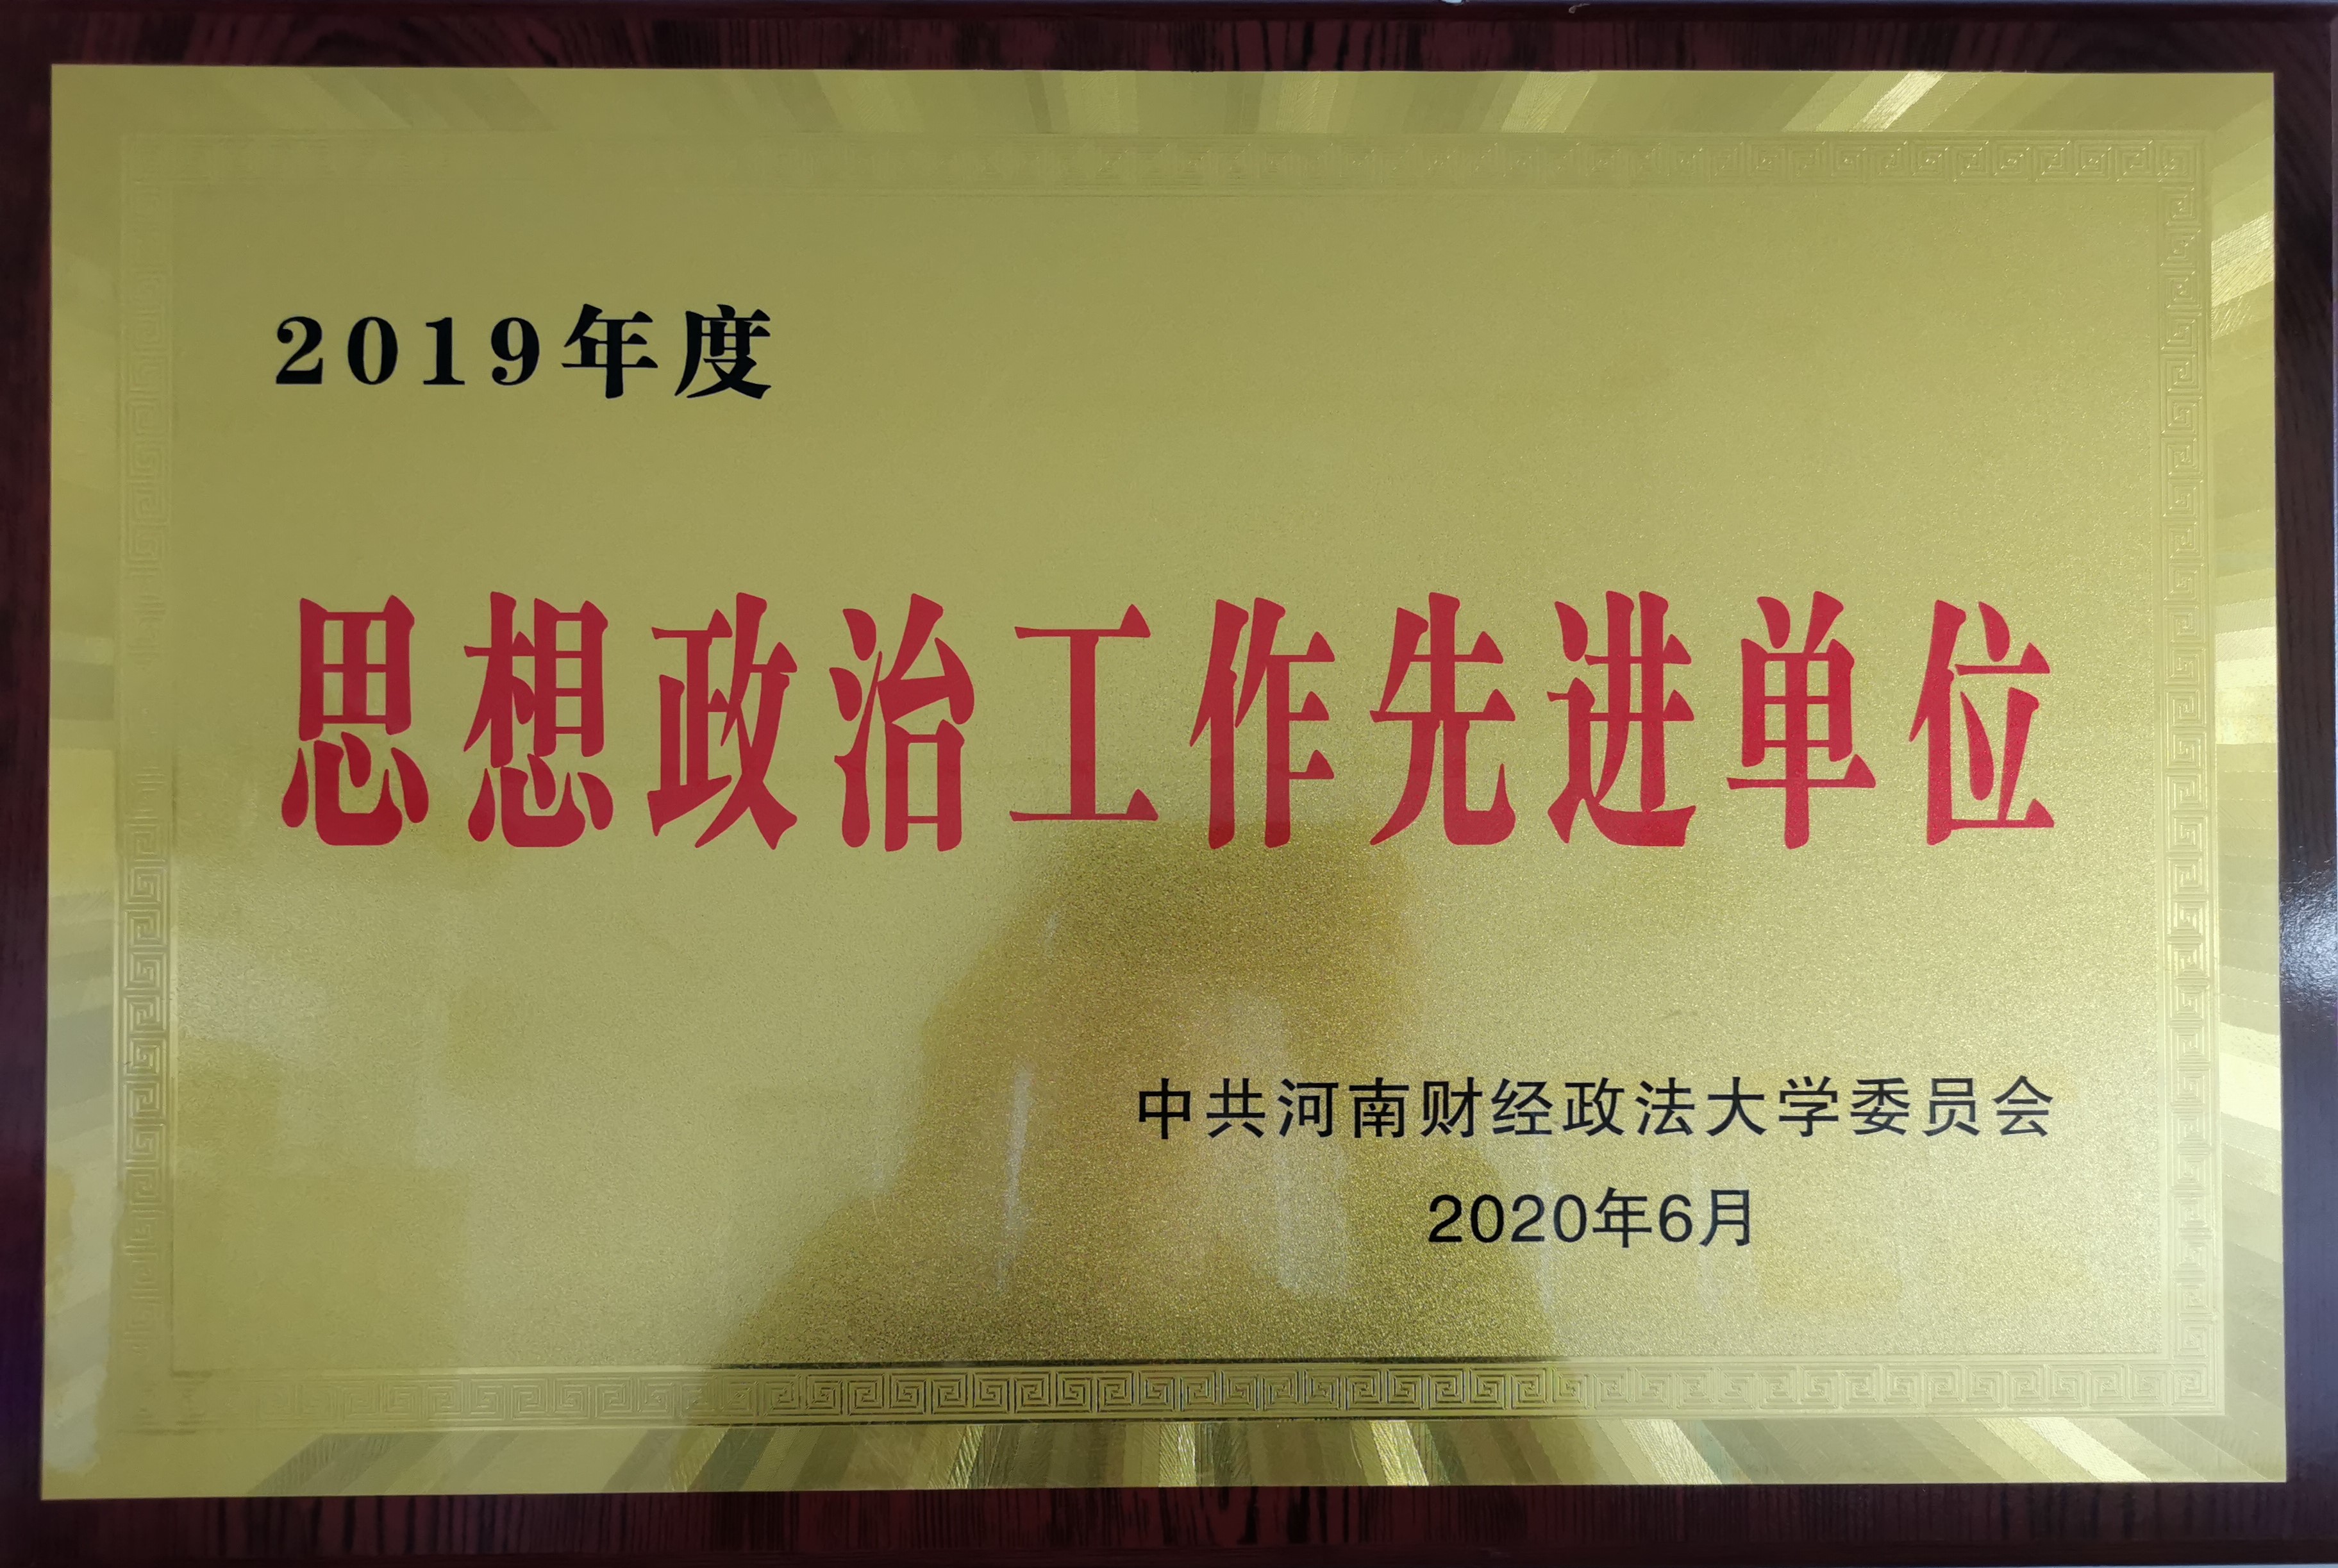 2019年度
思想政治工作先进单位
中共河南财经政法大学委员会
2020年6月